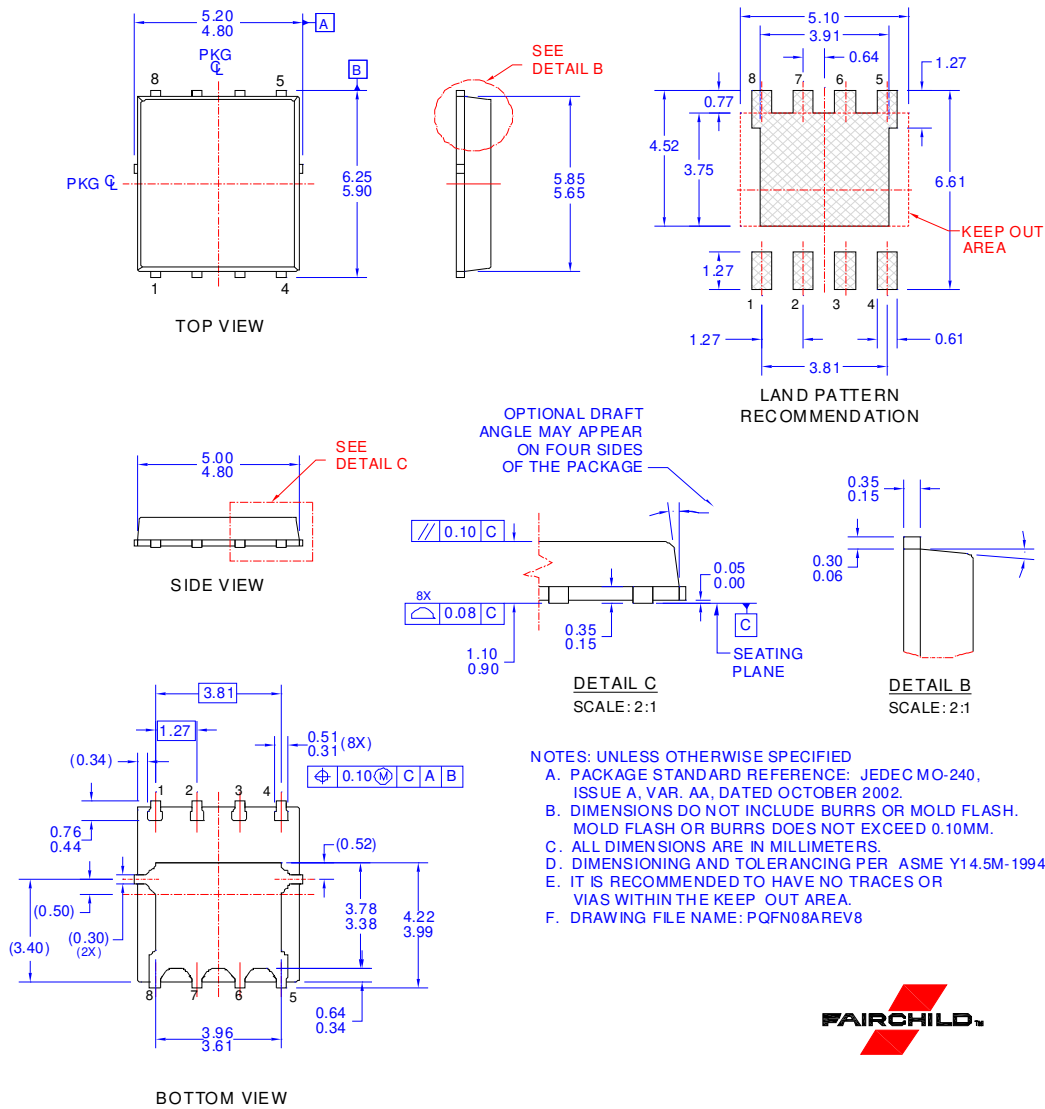 5.20
4.80
A
PKG
CL
B
8
5
PKG CL
6.25
5.90
1
4
TOP VIEW
SEE
DETAIL B
5.85
5.65
5.10
3.91
0.64
1.27
8
7
6
5
0.77
4.52
3.75
6.61
KEEP OUT
AREA
1.27
1
2
3
4
1.27
0.61
3.81
LAND PATTERN
RECOMMENDATION
5.00
4.80
SEE
DETAIL C
SIDE VIEW
OPTIONAL DRAFT
ANGLE MAY APPEAR
ON FOUR SIDES
OF THE PACKAGE
// 0.10 C
8X
0.08 C
1.10
0.90
0.35
0.15
0.05
0.00
C
SEATING
PLANE
DETAIL C
SCALE: 2:1
0.35
0.15
0.30
0.06
DETAIL B
SCALE: 2:1
3.81
1.27
(0.34)
0.51
0.31 (8X)
0.10 Ⓜ C A B
1
2
3
4
0.76
0.44
(0.52)
(0.50)
(0.30)
(2X)
(3.40)
3.78
3.38
4.22
3.99
8
7
6
5
0.64
0.34
3.96
3.61
BOTTOM VIEW
NOTES: UNLESS OTHERWISE SPECIFIED
A. PACKAGE STANDARD REFERENCE: JEDEC MO-240,
ISSUE A, VAR. AA, DATED OCTOBER 2002.
B. DIMENSIONS DO NOT INCLUDE BURRS OR MOLD FLASH.
MOLD FLASH OR BURRS DOES NOT EXCEED 0.10MM.
C. ALL DIMENSIONS ARE IN MILLIMETERS.
D. DIMENSIONING AND TOLERANCING PER ASME Y14.5M-1994
E. IT IS RECOMMENDED TO HAVE NO TRACES OR
VIAS WITHIN THE KEEP OUT AREA.
F. DRAWING FILE NAME: PQFN08AREV8
FAIRCHILD™